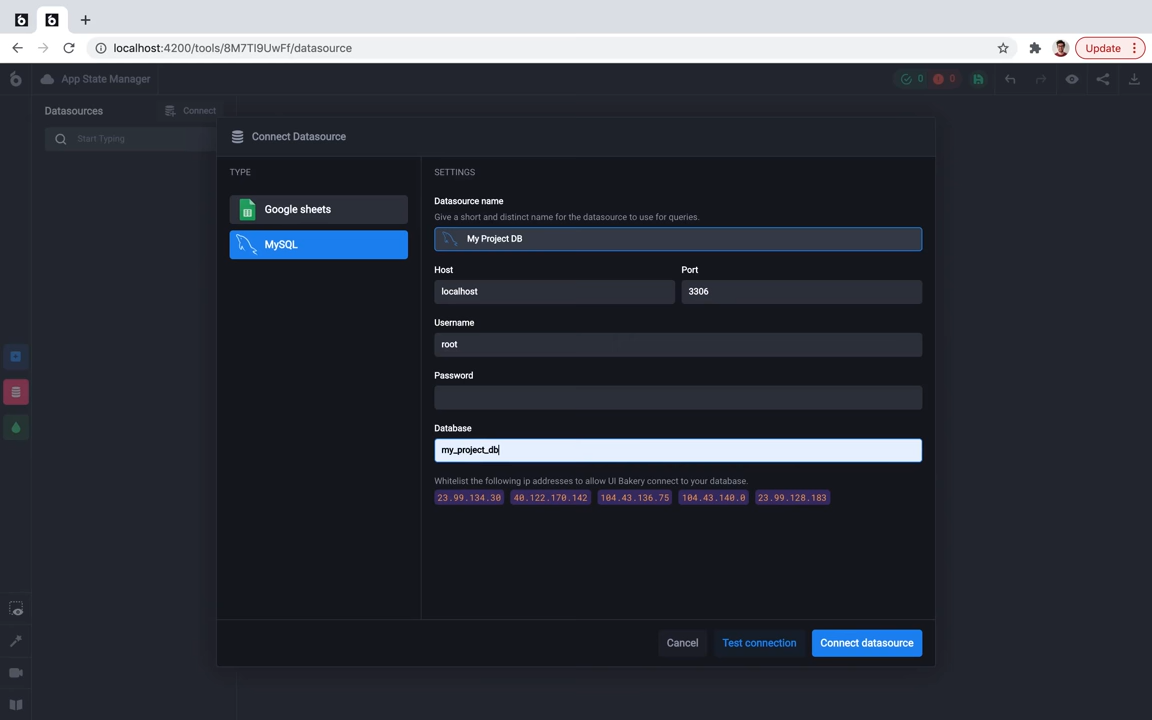 localhost:4200/tools/8M7TI9UwFf/datasource
Update
App State Manager
0
0
Datasources
Connect
Start Typing
Connect Datasource
TYPE
Google sheets
MySQL
SETTINGS
Datasource name
Give a short and distinct name for the datasource to use for queries.
My Project DB
Host
Port
localhost
3306
Username
root
Password
Database
my_project_db
Whitelist the following ip addresses to allow UI Bakery connect to your database.
23.99.134.30 40.122.170.142 104.43.136.75 104.43.140.0 23.99.128.183
Cancel
Test connection
Connect datasource